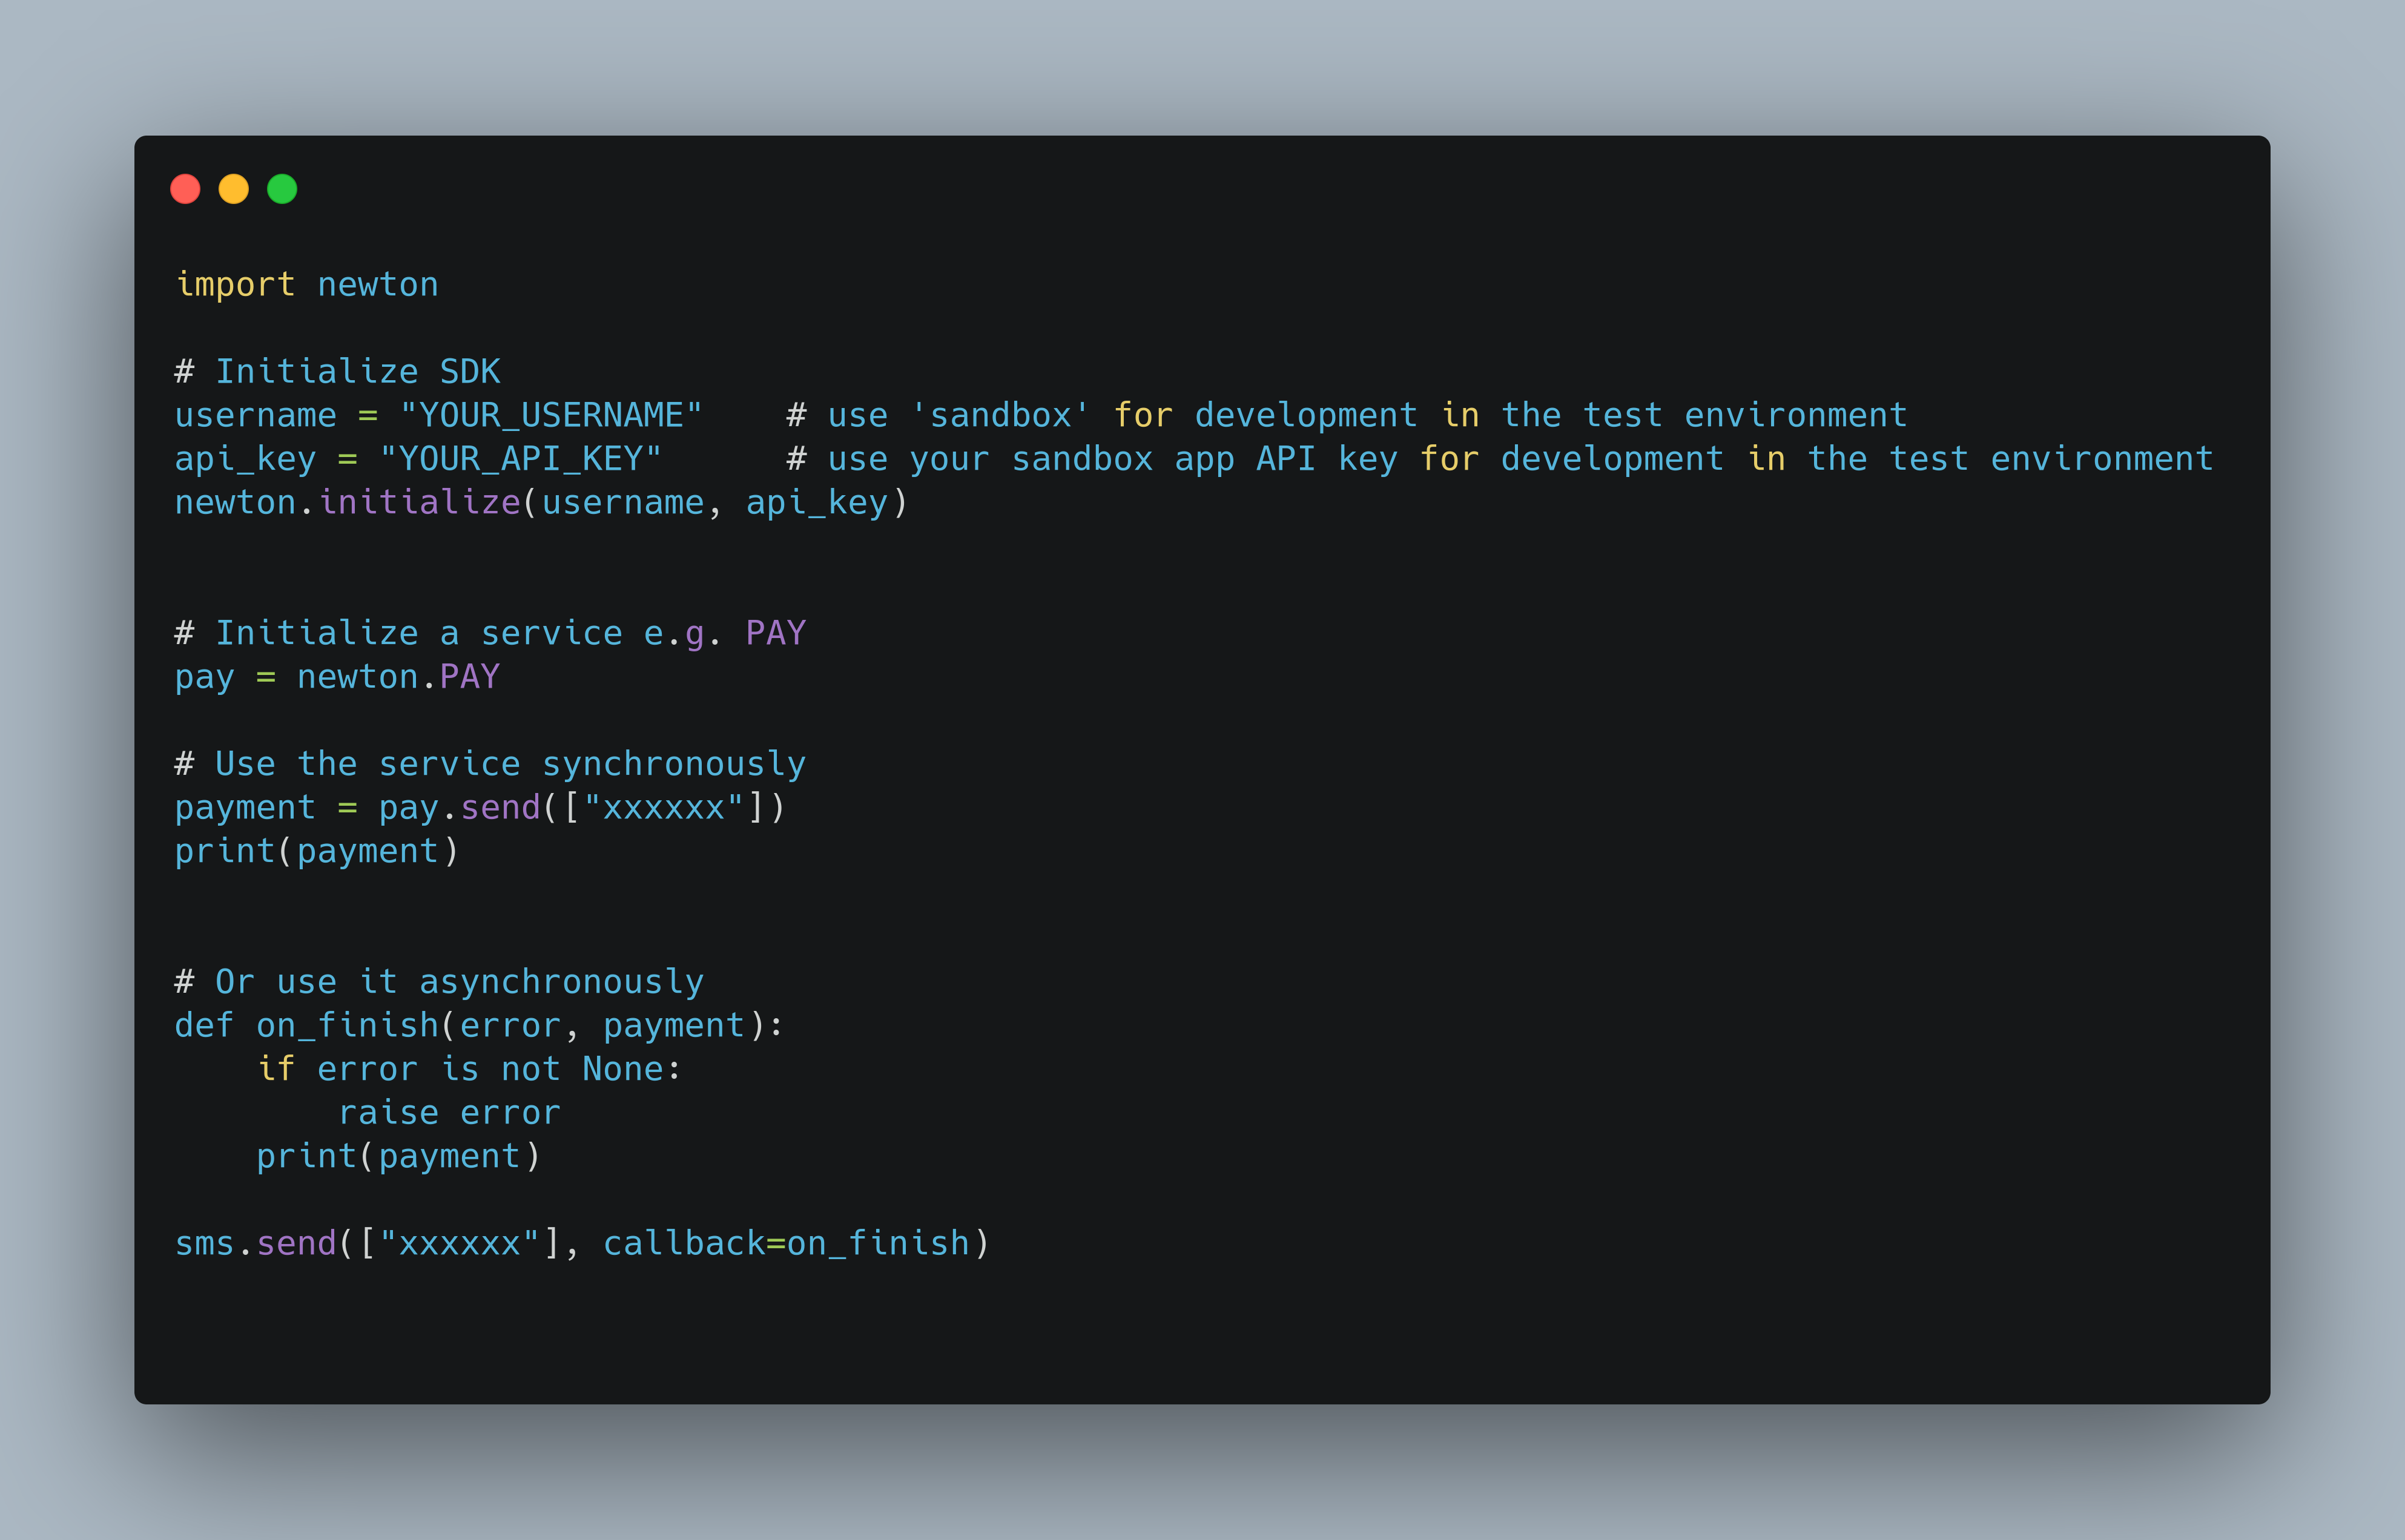 import newton
# Initialize SDK
username = "YOUR_USERNAME"    # use 'sandbox' for development in the test environment
api_key = "YOUR_API_KEY"      # use your sandbox app API key for development in the test environment
newton.initialize(username, api_key)
# Initialize a service e.g. PAY
pay = newton.PAY
# Use the service synchronously
payment = pay.send(["xxxxxx"])
print(payment)
# Or use it asynchronously
def on_finish(error, payment):
    if error is not None:
        raise error
    print(payment)
sms.send(["xxxxxx"], callback=on_finish)